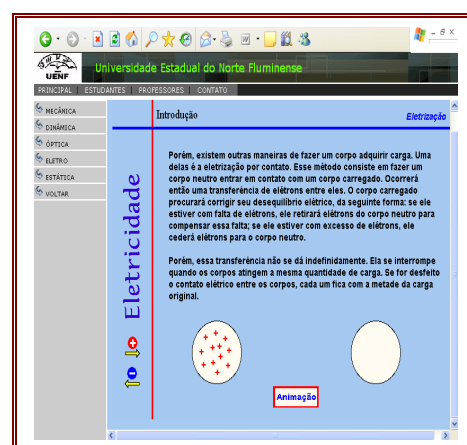 UENF
Universidade Estadual do Norte Fluminense
PRINCIPAL | ESTUDANTES | PROFESSORES | CONTATO
MECÂNICA
DINÂMICA
ÓPTICA
ELETRO
ESTÁTICA
VOLTAR
Introdução
Eletrização
Eletricidade
Porém, existem outras maneiras de fazer um corpo adquirir carga. Uma
delas é a eletrização por contato. Esse método consiste em fazer um
corpo neutro entrar em contato com um corpo carregado. Ocorrerá
então uma transferência de elétrons entre eles. O corpo carregado
procurará corrigir seu desequilíbrio elétrico, da seguinte forma: se ele
estiver com falta de elétrons, ele retirará elétrons do corpo neutro para
compensar essa falta; se ele estiver com excesso de elétrons, ele
cederá elétrons para o corpo neutro.
Porém, essa transferência não se dá indefinidamente. Ela se interrompe
quando os corpos atingem a mesma quantidade de carga. Se for desfeito
o contato elétrico entre os corpos, cada um fica com a metade da carga
original.
Animação